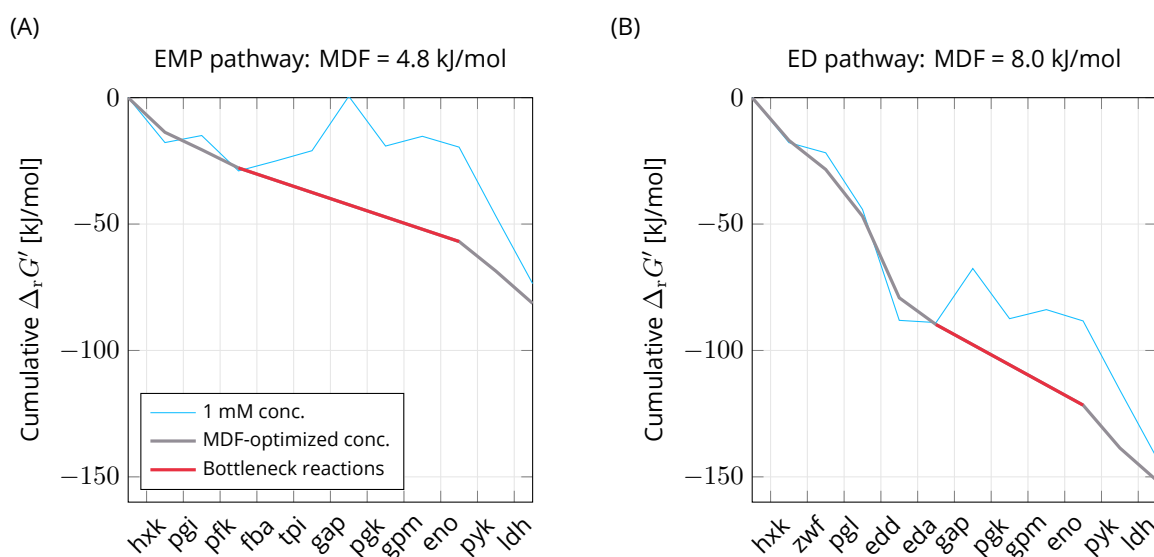 (A)
EMP pathway: MDF = 4.8 kJ/mol
Cumulative ΔrG′ [kJ/mol]
0
−50
−100
−150
1 mM conc.
MDF-optimized conc.
Bottleneck reactions
hxk
pgi
pfk
fba
tpi
gap
pgk
gpm
eno
pyk
ldh
(B)
ED pathway: MDF = 8.0 kJ/mol
Cumulative ΔrG′ [kJ/mol]
0
−50
−100
−150
hxk
zwf
pgl
edd
eda
gap
pgk
gpm
eno
pyk
ldh